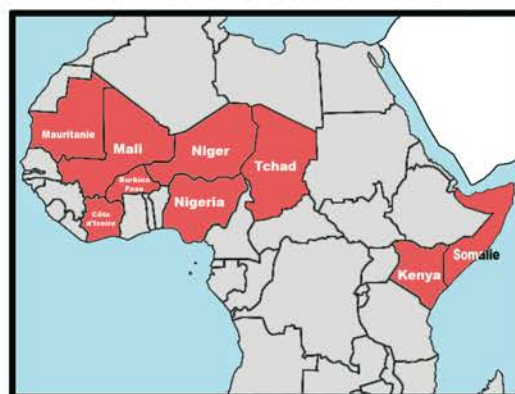 Mauritanie
Mali
Niger
Tchad
Burkina
Faso
Nigeria
Côte
d'Ivoire
Somalie
Kenya